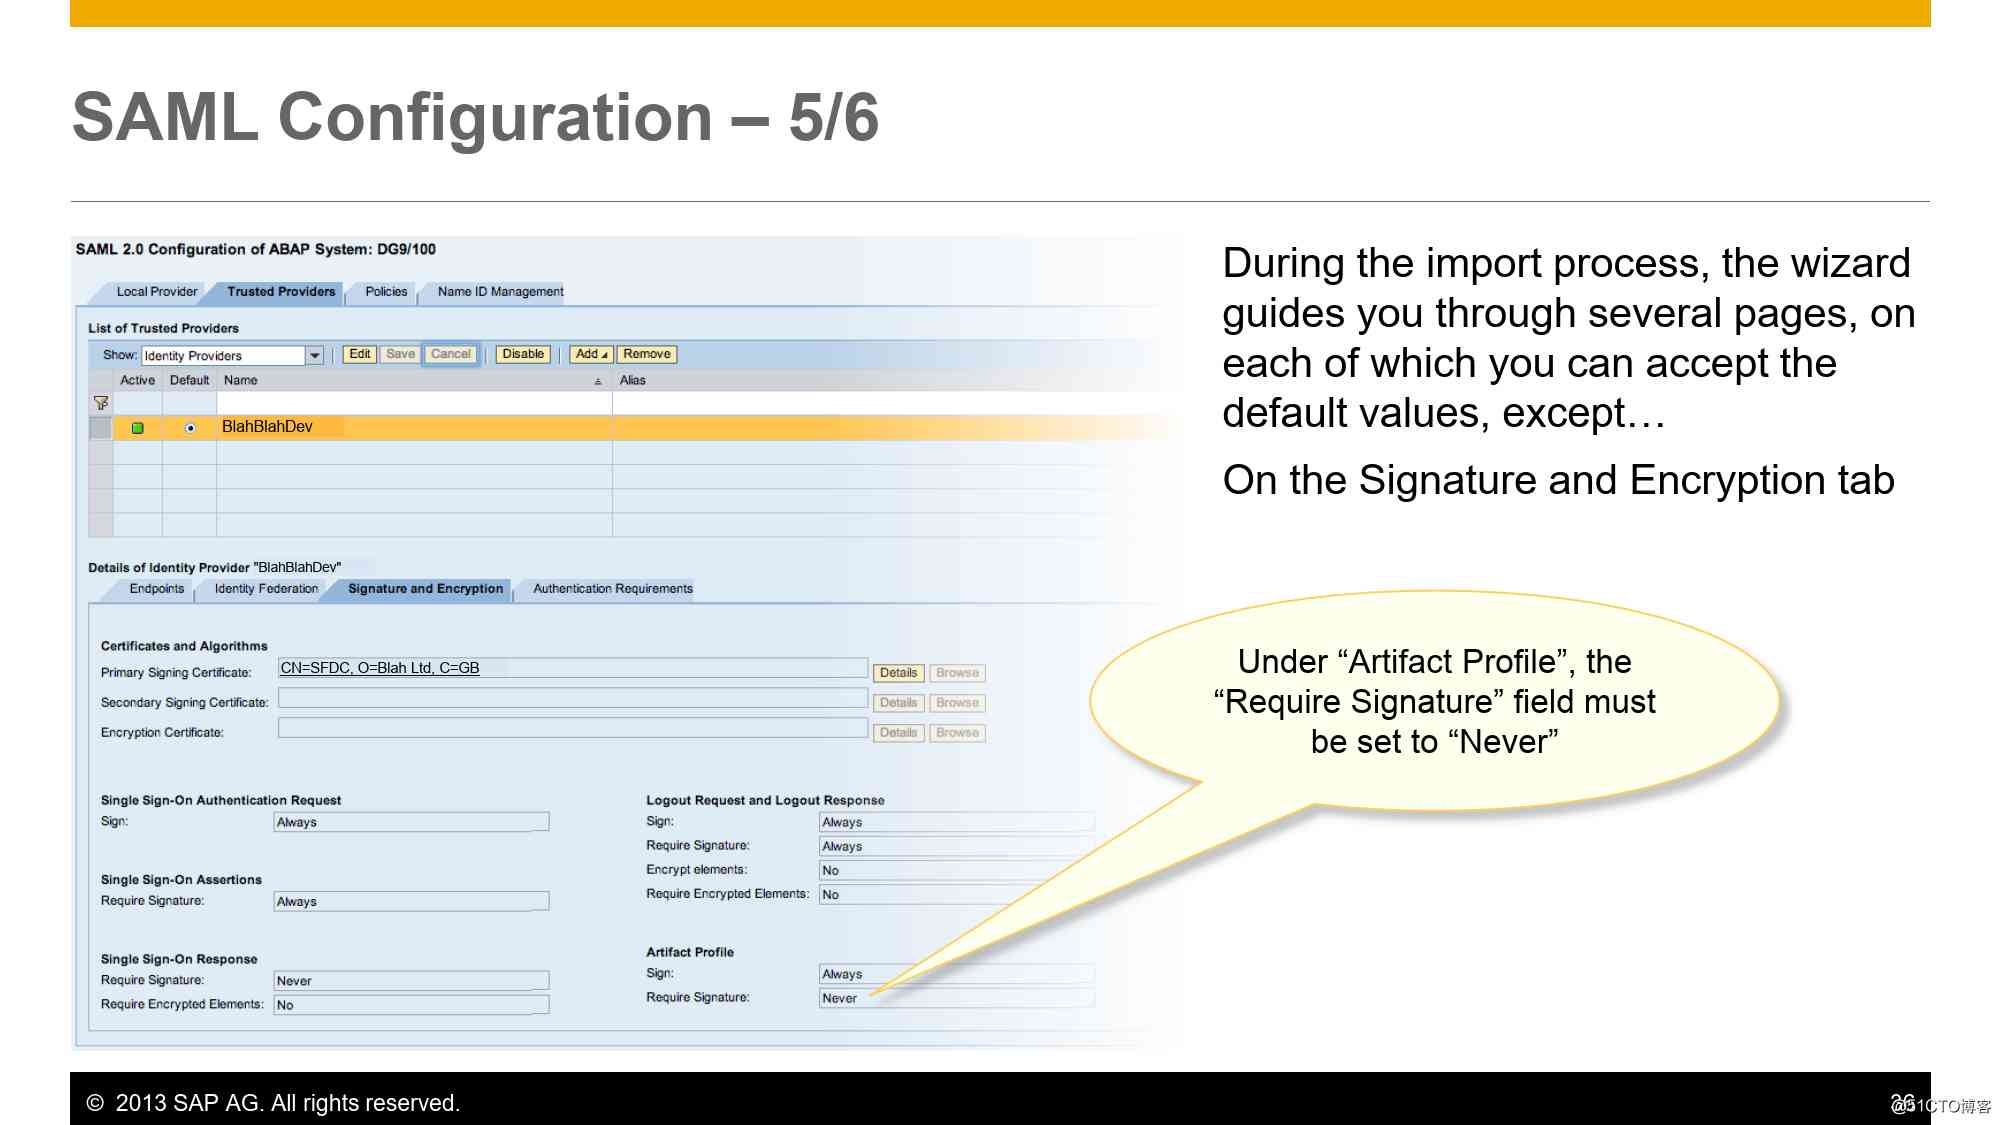 SAML Configuration – 5/6
SAML 2.0 Configuration of ABAP System: DG9/100
Local Provider Trusted Providers Policies Name ID Management
List of Trusted Providers
Show: Identity Providers Edit Save Cancel Disable Add Remove
Active Default Name Alias
BlahBlahDev
Details of Identity Provider "BlahBlahDev"
Endpoints Identity Federation Signature and Encryption Authentication Requirements
Certificates and Algorithms
Primary Signing Certificate: CN=SFDC, O=Blah Ltd, C=GB Details Browse
Secondary Signing Certificate: Details Browse
Encryption Certificate: Details Browse
Single Sign-On Authentication Request
Sign: Always
Single Sign-On Assertions
Require Signature: Always
Single Sign-On Response
Require Signature: Never
Require Encrypted Elements: No
Logout Request and Logout Response
Sign: Always
Require Signature: Always
Encrypt elements: No
Require Encrypted Elements: No
Artifact Profile
Sign: Always
Require Signature: Never
During the import process, the wizard
guides you through several pages, on
each of which you can accept the
default values, except…
On the Signature and Encryption tab
Under “Artifact Profile”, the
“Require Signature” field must
be set to “Never”
© 2013 SAP AG. All rights reserved.
36
@51CTO博客